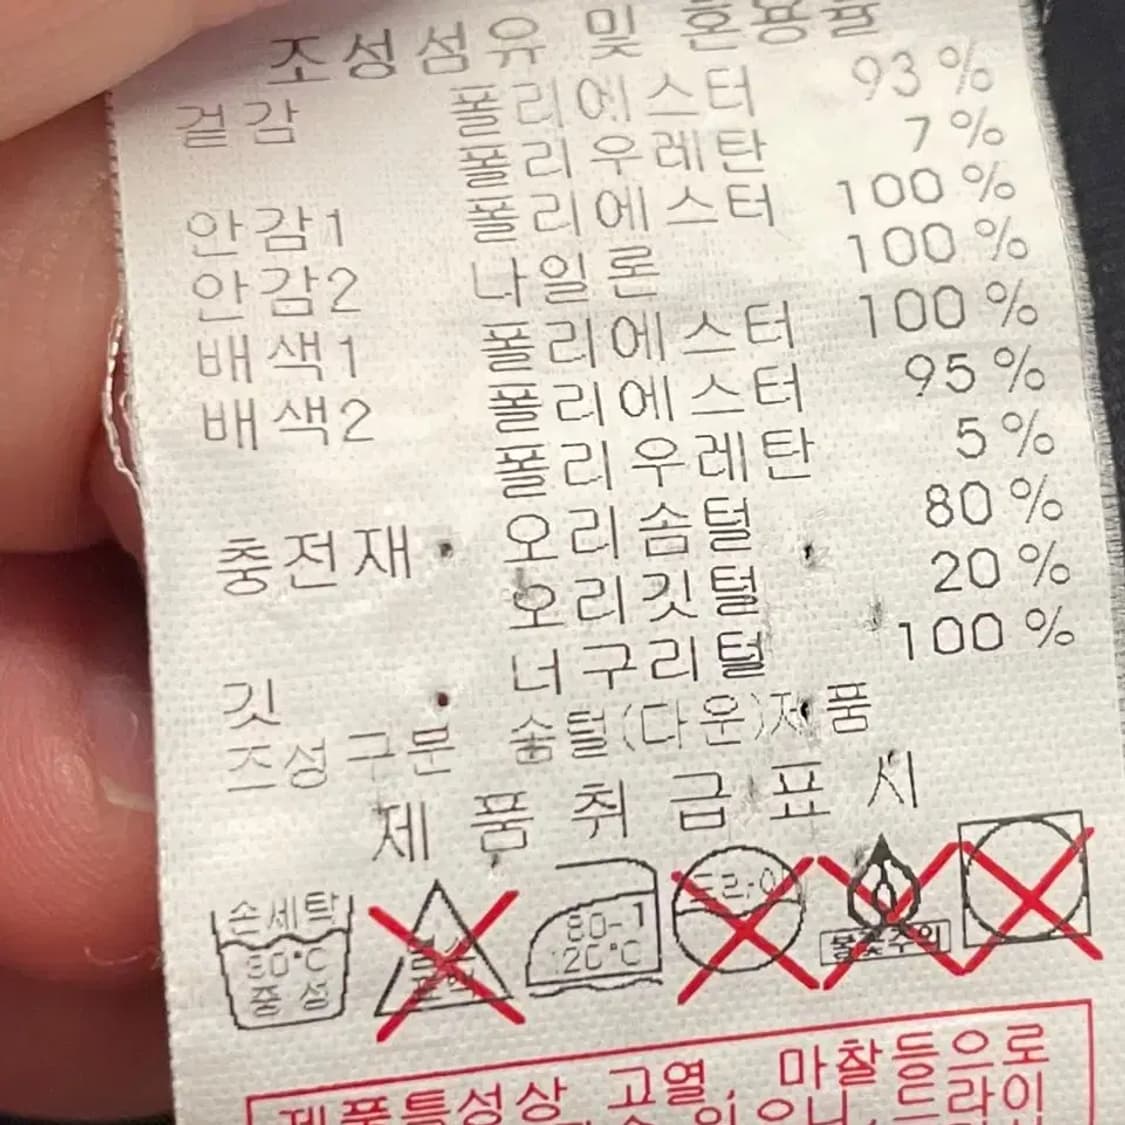 조성섬유 및 혼용율
겉감 폴리에스터 93%
폴리우레탄 7%
안감1 폴리에스터 100%
안감2 나일론 100%
배색1 폴리에스터 100%
배색2 폴리에스터 95%
폴리우레탄 5%
충전재 오리솜털 80%
오리깃털 20%
깃 너구리털 100%
조성구분 솜털(다운)제품
제품취급표시
손세탁 드라이
30°C 80-120°C 불꽃주의
중성
제품특성상 고열, 마찰등으로
드라이